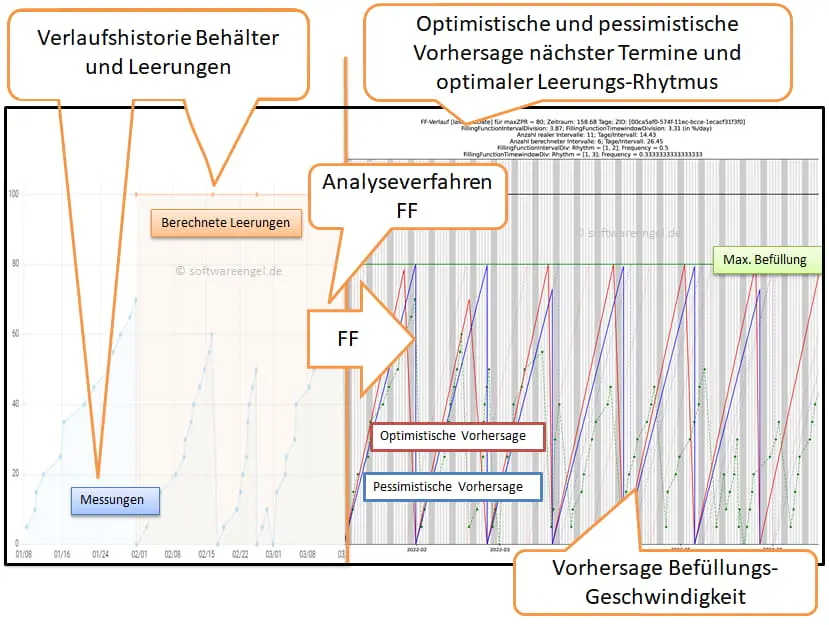 Verlaufshistorie Behälter
und Leerungen
Optimistische und pessimistische
Vorhersage nächster Termine und
optimaler Leerungs-Rhytmus
FF-Verlauf [la Date] für maxZPR = 80; Zeitraum: 158.68 Tage; ZID: [00ca5af0-574f-11ec-bcce-1ecacf31f3f0]
FillingFunctionIntervalDivision: 3.87; FillingFunctionTimewindowDivision: 3.31 (in %/day)
Anzahl realer Intervalle: 11; Tage/Intervall: 14.43
Anzahl berechneter Intervalle: 6; Tage/Intervall: 26.45
FillingFunctionIntervalDiv: Rhythm = [1, 2]; Frequency = 0.5
FillingFunctionTimewindowDiv: Rhythm = [1, 3]; Frequency = 0.3333333333333333
Analyseverfahren
FF
100
Berechnete Leerungen
© softwareengel.de
© softwareengel.de
Max. Befüllung
80
FF
60
40
Optimistische Vorhersage
20
Pessimistische Vorhersage
Messungen
0
01/08 01/16 01/24 02/01 02/08 02/15 02/22 03/01 03/08 03
2022-02 2022-03
Vorhersage Befüllungs-
Geschwindigkeit